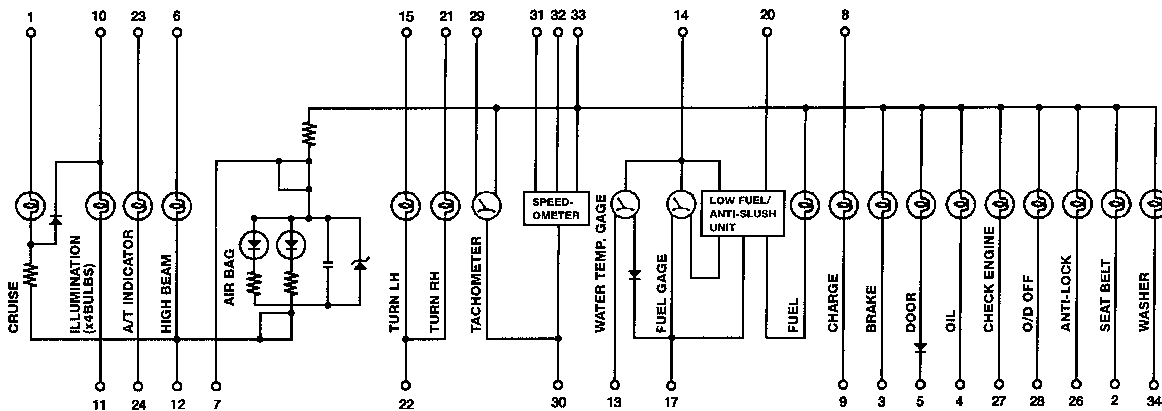 1 10 23 6 15 21 29 31 32 33 14 20 8
CRUISE
ILLUMINATION
(x4BULBS)
A/T INDICATOR
HIGH BEAM
AIR BAG
TURN LH
TURN RH
TACHOMETER
SPEED-
OMETER
WATER TEMP. GAGE
FUEL GAGE
LOW FUEL/
ANTI-SLUSH
UNIT
FUEL
CHARGE
BRAKE
DOOR
OIL
CHECK ENGINE
O/D OFF
ANTI-LOCK
SEAT BELT
WASHER
11 24 12 7 22 30 13 17 9 3 5 4 27 28 26 2 34